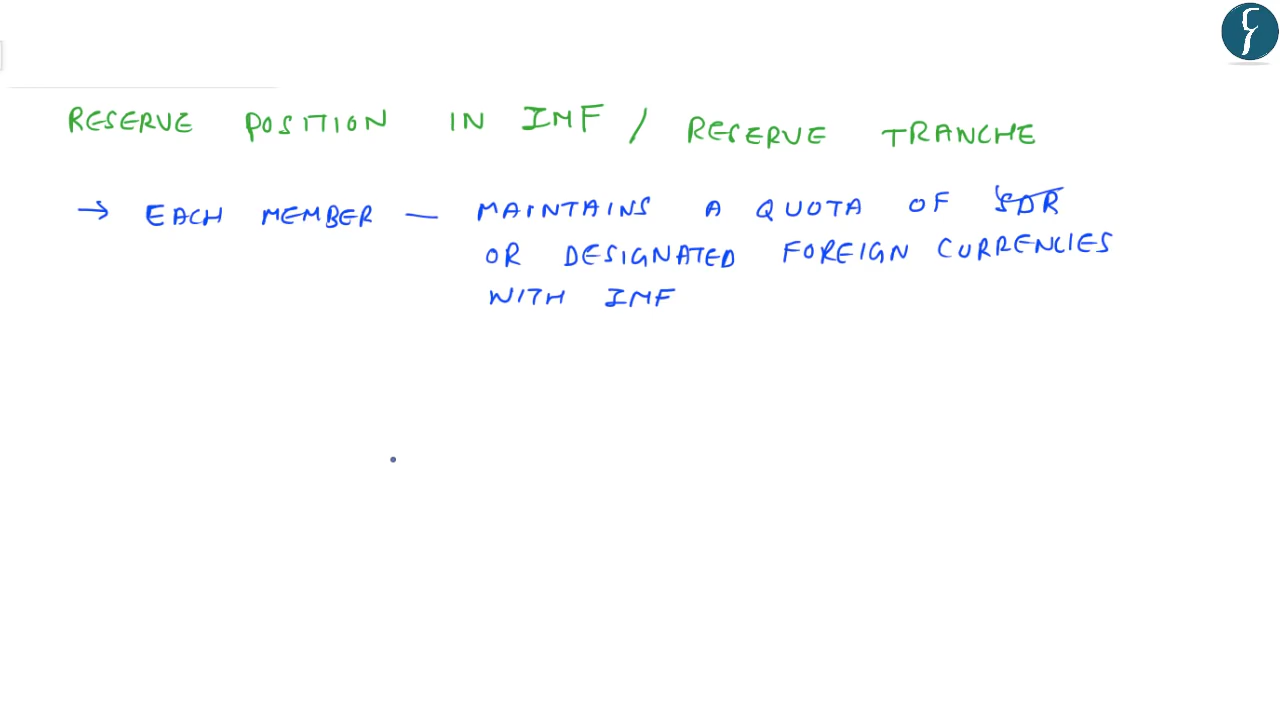 RESERVE POSITION IN IMF / RESERVE TRANCHE
→ EACH MEMBER — MAINTAINS A QUOTA OF SDR
OR DESIGNATED FOREIGN CURRENCIES
WITH IMF